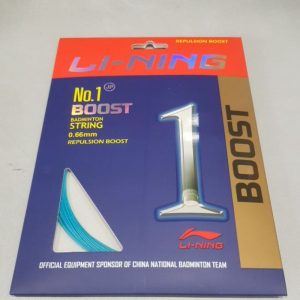 REPULSION BOOST
LI-NING
No.1 JP
BOOST
BADMINTON
STRING
0.66mm
REPULSION BOOST
1
BOOST
LI-NING
OFFICIAL EQUIPMENT SPONSOR OF CHINA NATIONAL BADMINTON TEAM